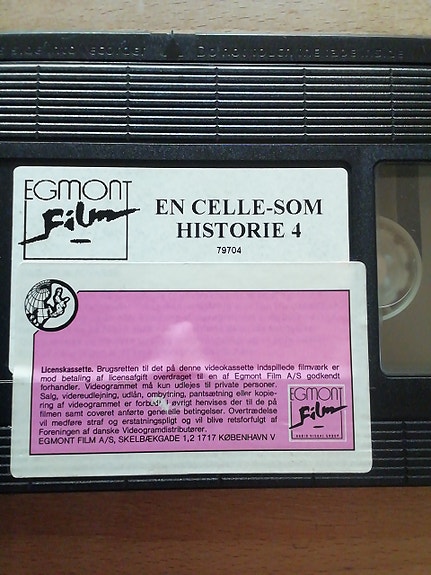 EGMONT
Film
EN CELLE-SOM
HISTORIE 4
79704
Licenskassette. Brugsretten til det på denne videokassette indspillede filmværk er
mod betaling af licensafgift overdraget til en af Egmont Film A/S godkendt
forhandler. Videogrammet må kun udlejes til private personer.
Salg, videreudlejning, udlån, ombytning, pantsætning eller kopie-
ring af videogrammet er forbudt. I øvrigt henvises der til de på
filmen samt coveret anførte generelle betingelser. Overtrædelse
vil medføre straf og erstatningspligt og vil blive retsforfulgt af
Foreningen af danske Videogramdistributører.
EGMONT FILM A/S, SKELBÆKGADE 1,2 1717 KØBENHAVN V
EGMONT
Film